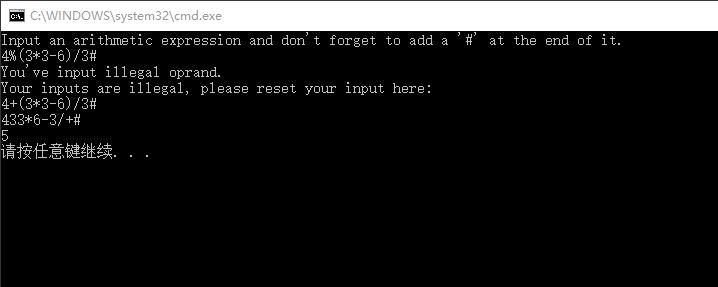 C:\WINDOWS\system32\cmd.exe
Input an arithmetic expression and don't forget to add a '#' at the end of it.
4%(3*3-6)/3#
You've input illegal oprand.
Your inputs are illegal, please reset your input here:
4+(3*3-6)/3#
433*6-3/+#
5
请按任意键继续. . .